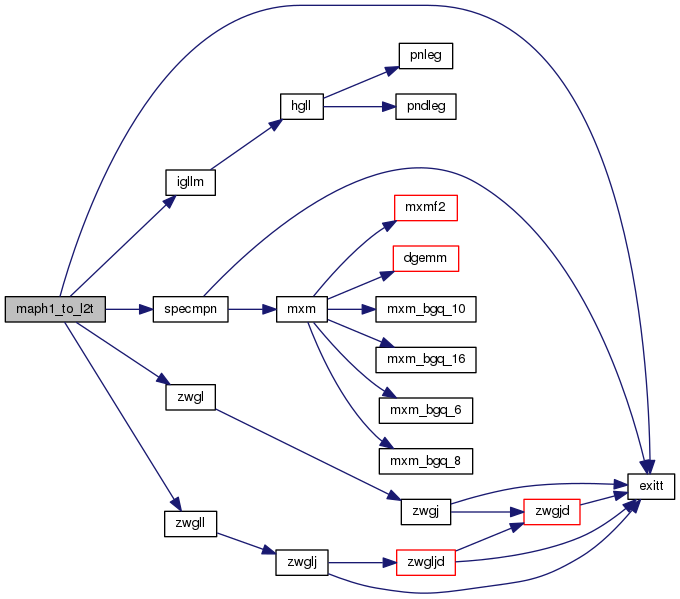 pnleg
hgll
pndleg
igllm
mxmf2
dgemm
maph1_to_l2t
specmpn
mxm
mxm_bgq_10
mxm_bgq_16
zwgl
mxm_bgq_6
mxm_bgq_8
exitt
zwgj
zwgjd
zwgll
zwglj
zwgljd